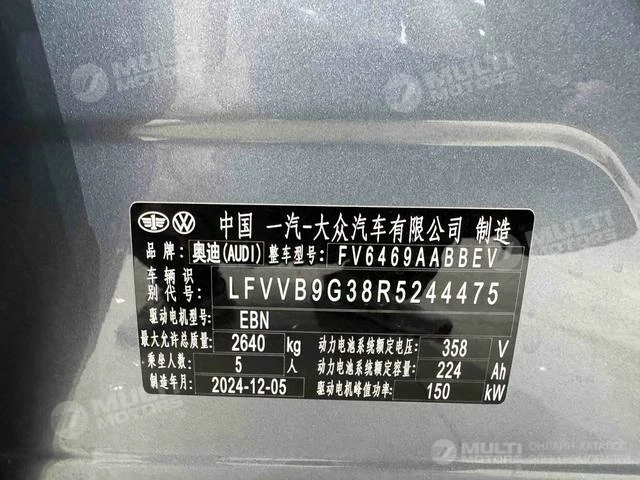 中国 一汽-大众汽车有限公司 制造
品牌: 奥迪(AUDI) 整车型号: FV6469AABBEV
车辆识别代号: LFVVB9G38R5244475
驱动电机型号: EBN
最大允许总质量: 2640 kg 动力电池系统额定电压: 358 V
乘坐人数: 5 人 动力电池系统额定容量: 224 Ah
制造年月: 2024-12-05 驱动电机峰值功率: 150 kW
MULTI MOTORS ОНЛАЙН-КАТАЛОГ